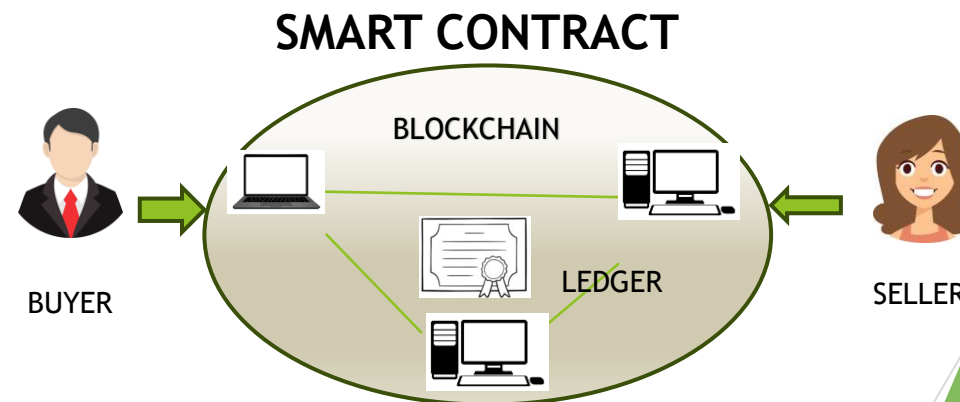 SMART CONTRACT
BLOCKCHAIN
LEDGER
BUYER
SELLER